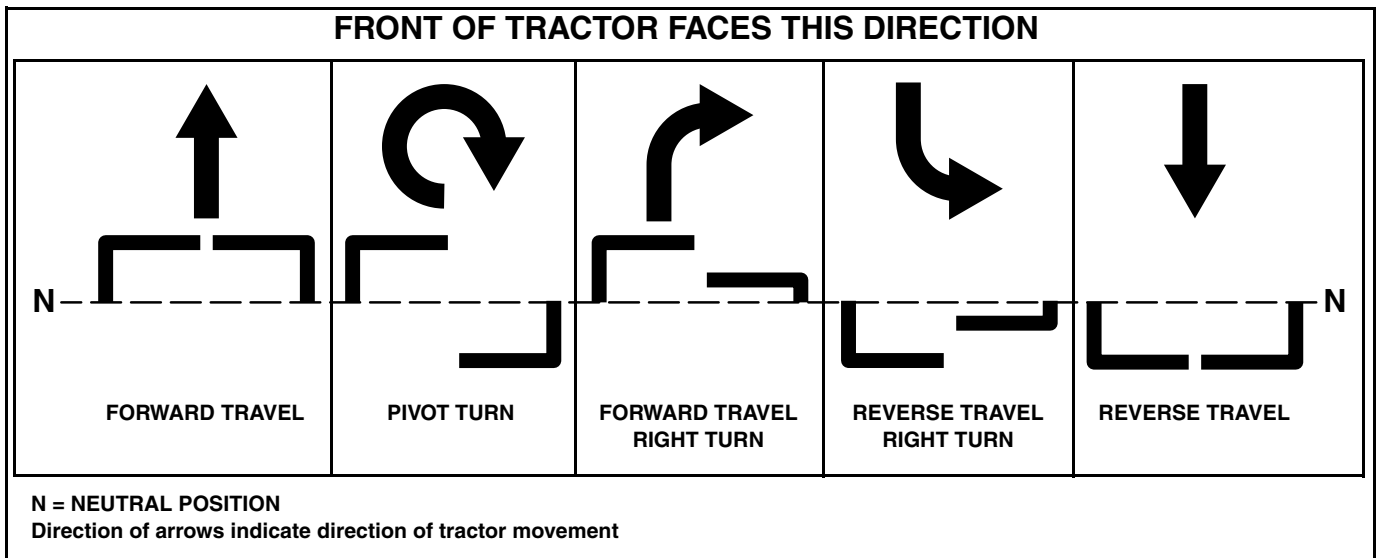 FRONT OF TRACTOR FACES THIS DIRECTION
N
N
FORWARD TRAVEL
PIVOT TURN
FORWARD TRAVEL
RIGHT TURN
REVERSE TRAVEL
RIGHT TURN
REVERSE TRAVEL
N = NEUTRAL POSITION
Direction of arrows indicate direction of tractor movement